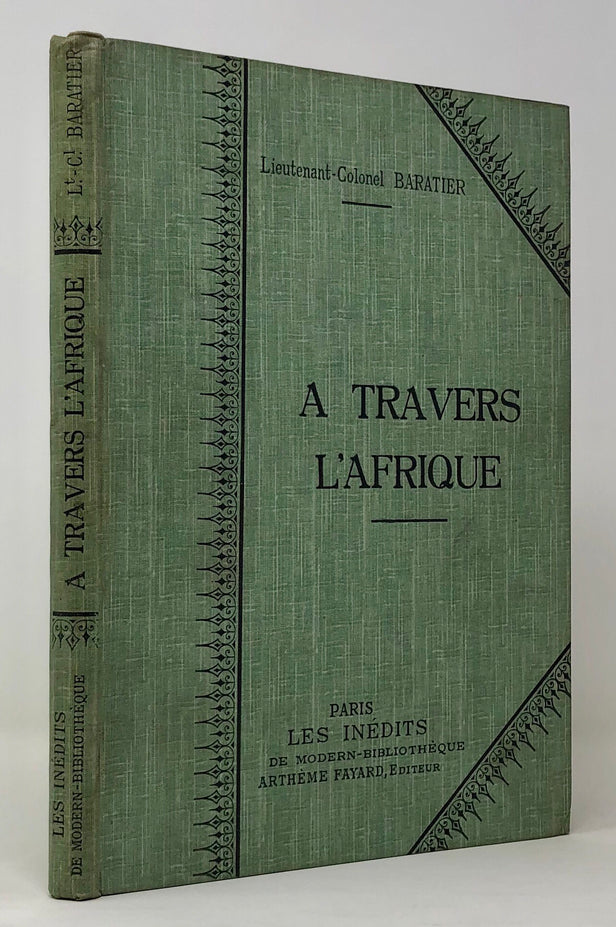 Lt.-Cl BARATIER
A TRAVERS L'AFRIQUE
LES INÉDITS
DE MODERN-BIBLIOTHÈQUE
Lieutenant-Colonel BARATIER
A TRAVERS
L'AFRIQUE
PARIS
LES INÉDITS
DE MODERN-BIBLIOTHÈQUE
ARTHÈME FAYARD, EDITEUR